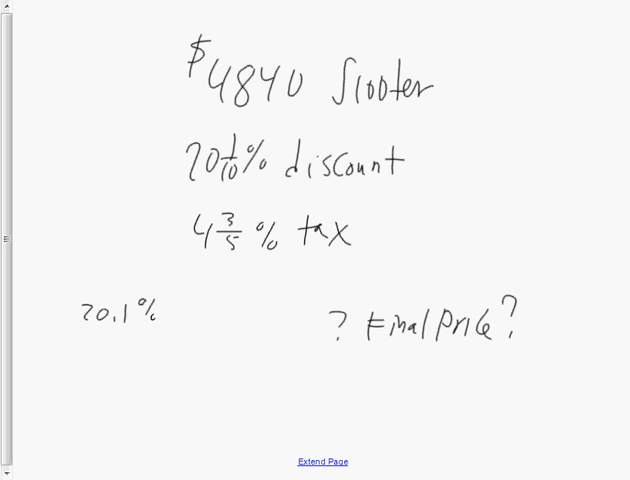 $4840 Scooter
20 1/10% discount
4 3/5% tax
20.1%
? Final Price?
Extend Page